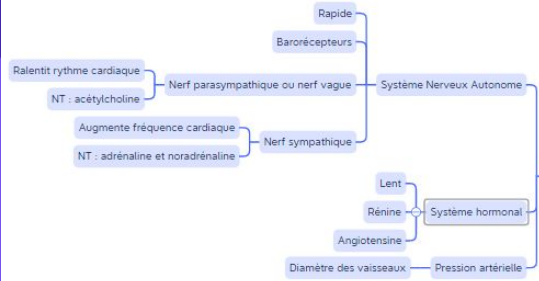 Rapide
Barorécepteurs
Ralentit rythme cardiaque
NT : acétylcholine
Nerf parasympathique ou nerf vague
Système Nerveux Autonome
Augmente fréquence cardiaque
NT : adrénaline et noradrénaline
Nerf sympathique
Lent
Rénine
Angiotensine
Système hormonal
Diamètre des vaisseaux
Pression artérielle